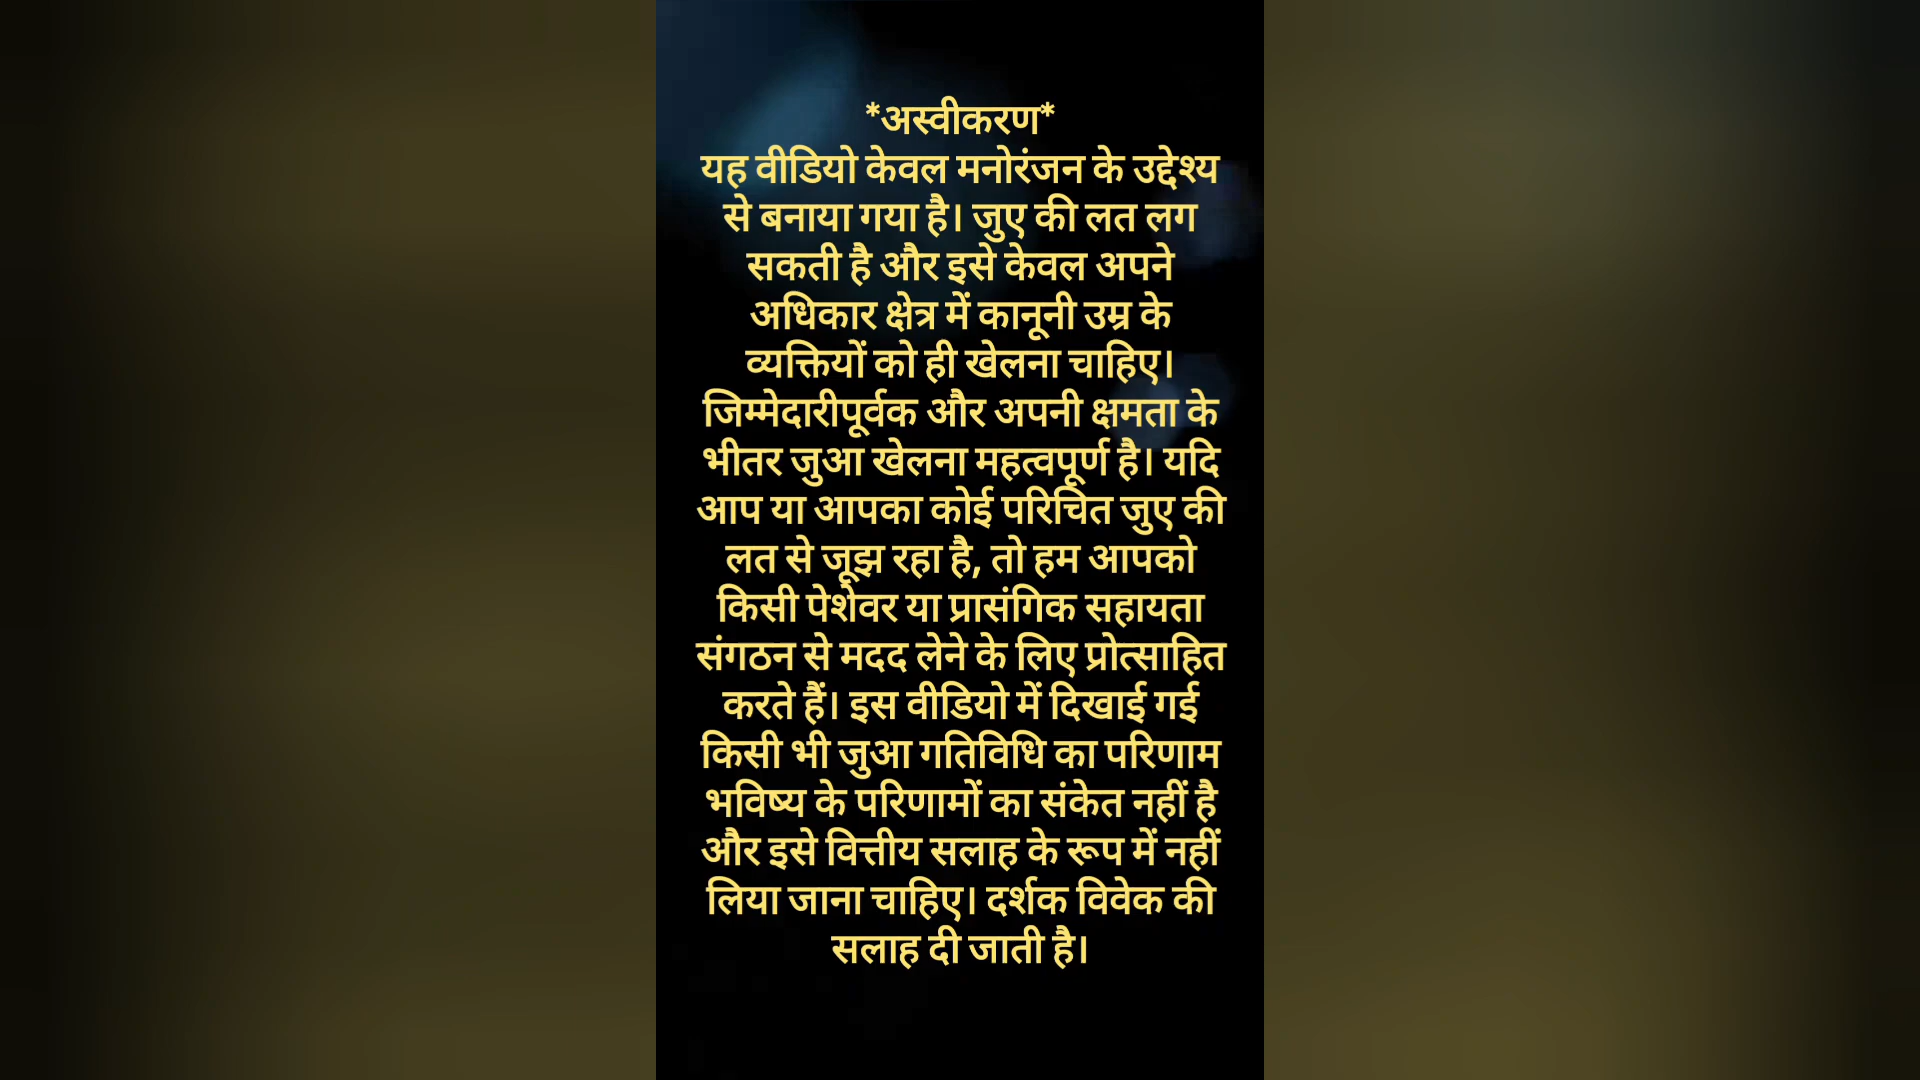 *अस्वीकरण*
यह वीडियो केवल मनोरंजन के उद्देश्य
से बनाया गया है। जुए की लत लग
सकती है और इसे केवल अपने
अधिकार क्षेत्र में कानूनी उम्र के
व्यक्तियों को ही खेलना चाहिए।
जिम्मेदारीपूर्वक और अपनी क्षमता के
भीतर जुआ खेलना महत्वपूर्ण है। यदि
आप या आपका कोई परिचित जुए की
लत से जूझ रहा है, तो हम आपको
किसी पेशेवर या प्रासंगिक सहायता
संगठन से मदद लेने के लिए प्रोत्साहित
करते हैं। इस वीडियो में दिखाई गई
किसी भी जुआ गतिविधि का परिणाम
भविष्य के परिणामों का संकेत नहीं है
और इसे वित्तीय सलाह के रूप में नहीं
लिया जाना चाहिए। दर्शक विवेक की
सलाह दी जाती है।